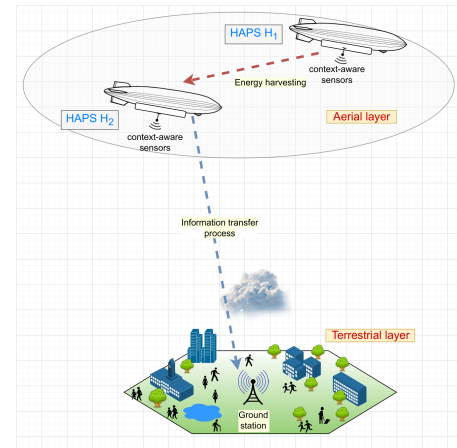 HAPS H1
context-aware
sensors
Energy harvesting
HAPS H2
context-aware
sensors
Aerial layer
Information transfer
process
Terrestrial layer
Ground
station